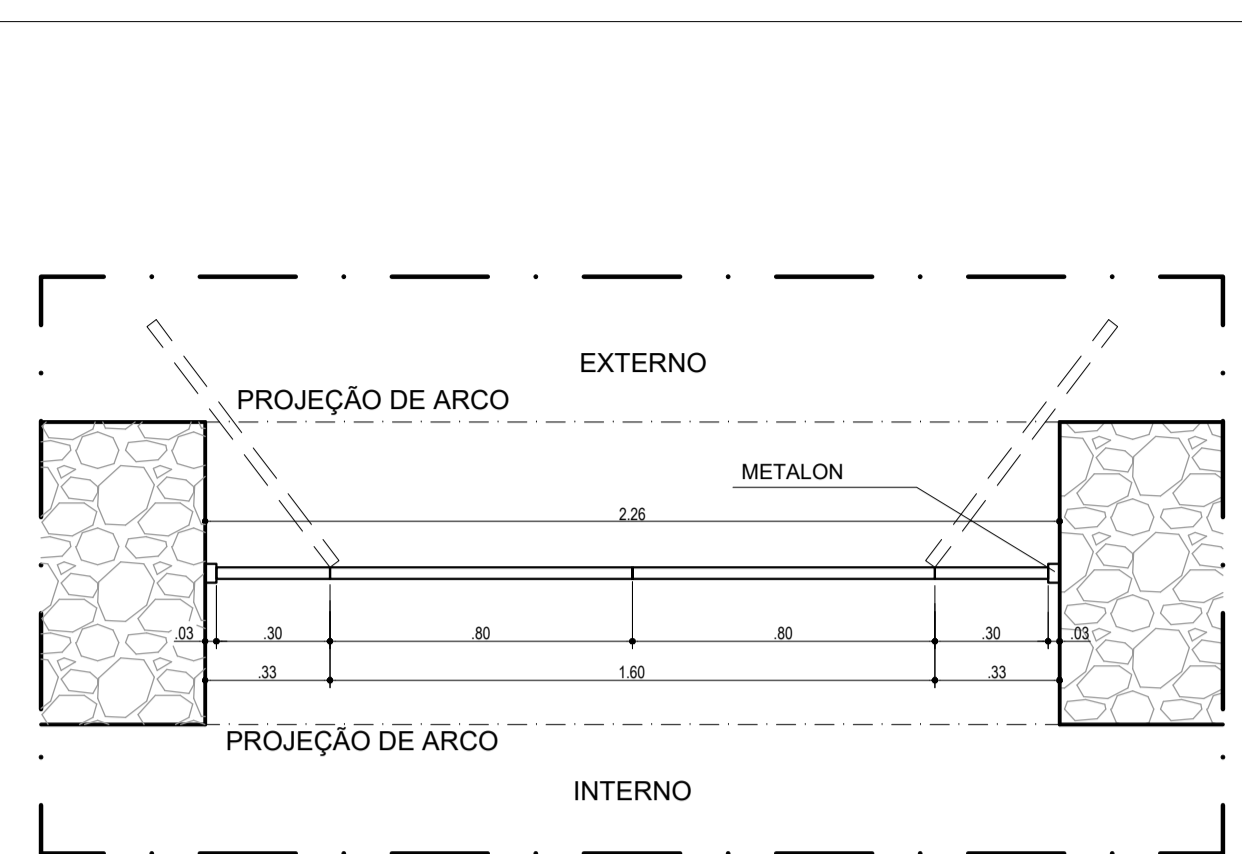 EXTERNO
PROJEÇÃO DE ARCO
METALON
2.26
.03 .30 .80 .80 .30 .03
.33 1.60 .33
PROJEÇÃO DE ARCO
INTERNO